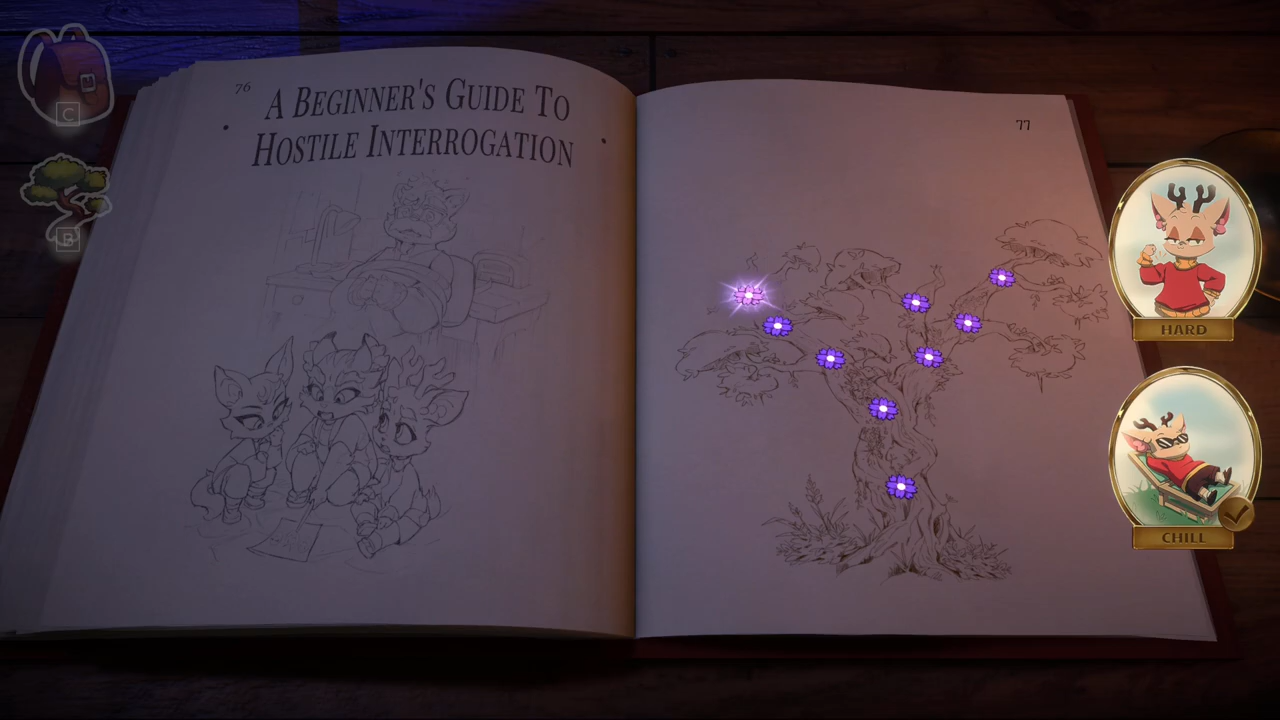 76
A BEGINNER'S GUIDE TO
HOSTILE INTERROGATION
77
C
B
HARD
CHILL